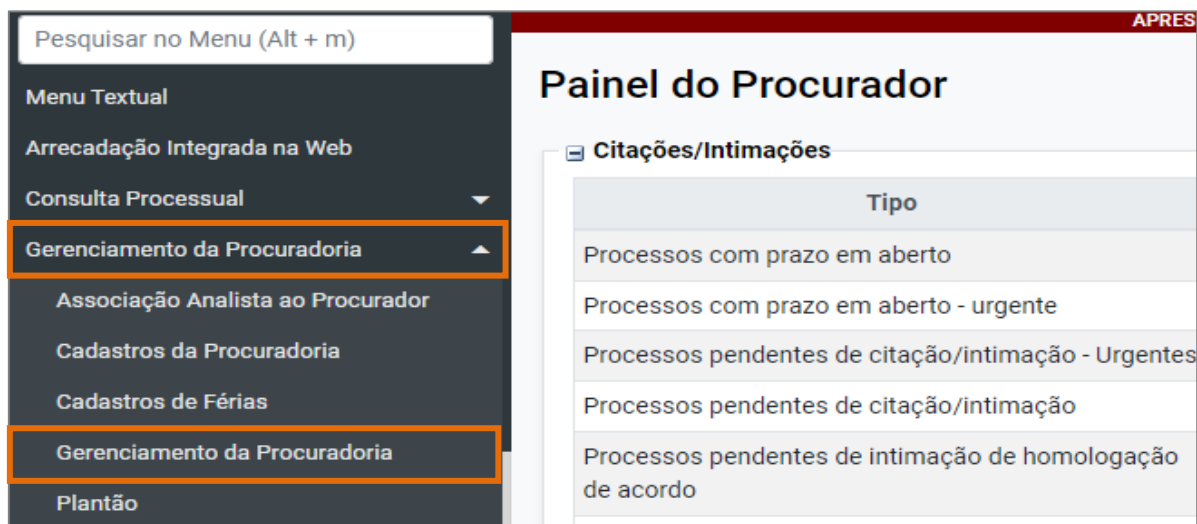 Pesquisar no Menu (Alt + m)
Menu Textual
Arrecadação Integrada na Web
Consulta Processual
Gerenciamento da Procuradoria
Associação Analista ao Procurador
Cadastros da Procuradoria
Cadastros de Férias
Gerenciamento da Procuradoria
Plantão
APRES
Painel do Procurador
Citações/Intimações
Tipo
Processos com prazo em aberto
Processos com prazo em aberto - urgente
Processos pendentes de citação/intimação - Urgentes
Processos pendentes de citação/intimação
Processos pendentes de intimação de homologação
de acordo